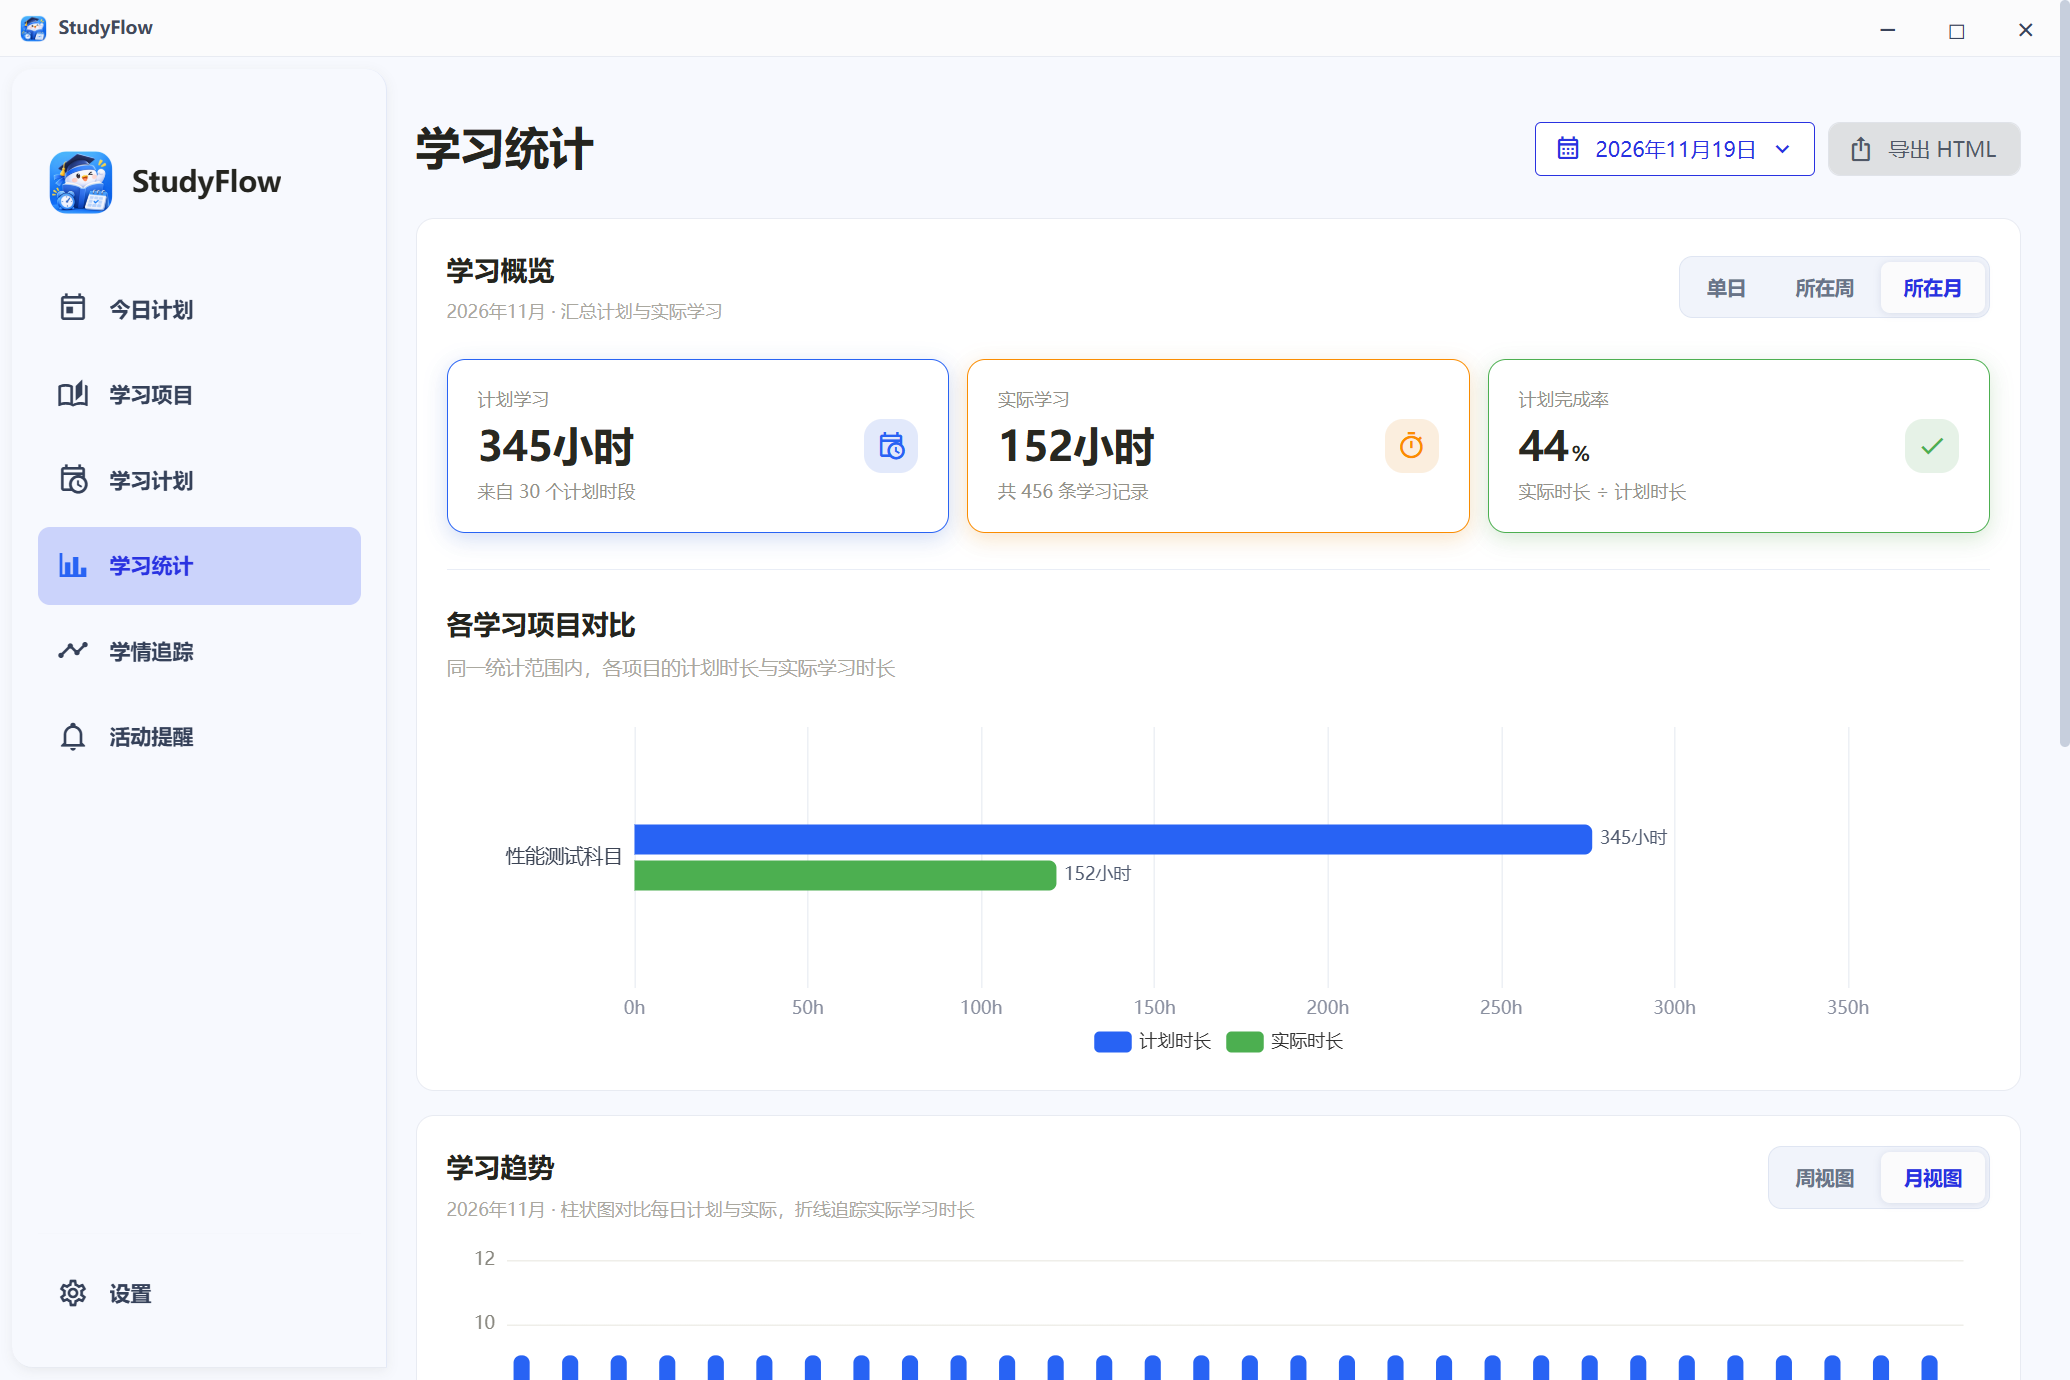 StudyFlow
StudyFlow
今日计划
学习项目
学习计划
学习统计
学情追踪
活动提醒
设置
学习统计
2026年11月19日
导出 HTML
学习概览
2026年11月 · 汇总计划与实际学习
单日
所在周
所在月
计划学习
345小时
来自 30 个计划时段
实际学习
152小时
共 456 条学习记录
计划完成率
44%
实际时长 ÷ 计划时长
各学习项目对比
同一统计范围内，各项目的计划时长与实际学习时长
性能测试科目
345小时
152小时
0h
50h
100h
150h
200h
250h
300h
350h
计划时长
实际时长
学习趋势
2026年11月 · 柱状图对比每日计划与实际，折线追踪实际学习时长
周视图
月视图
12
10